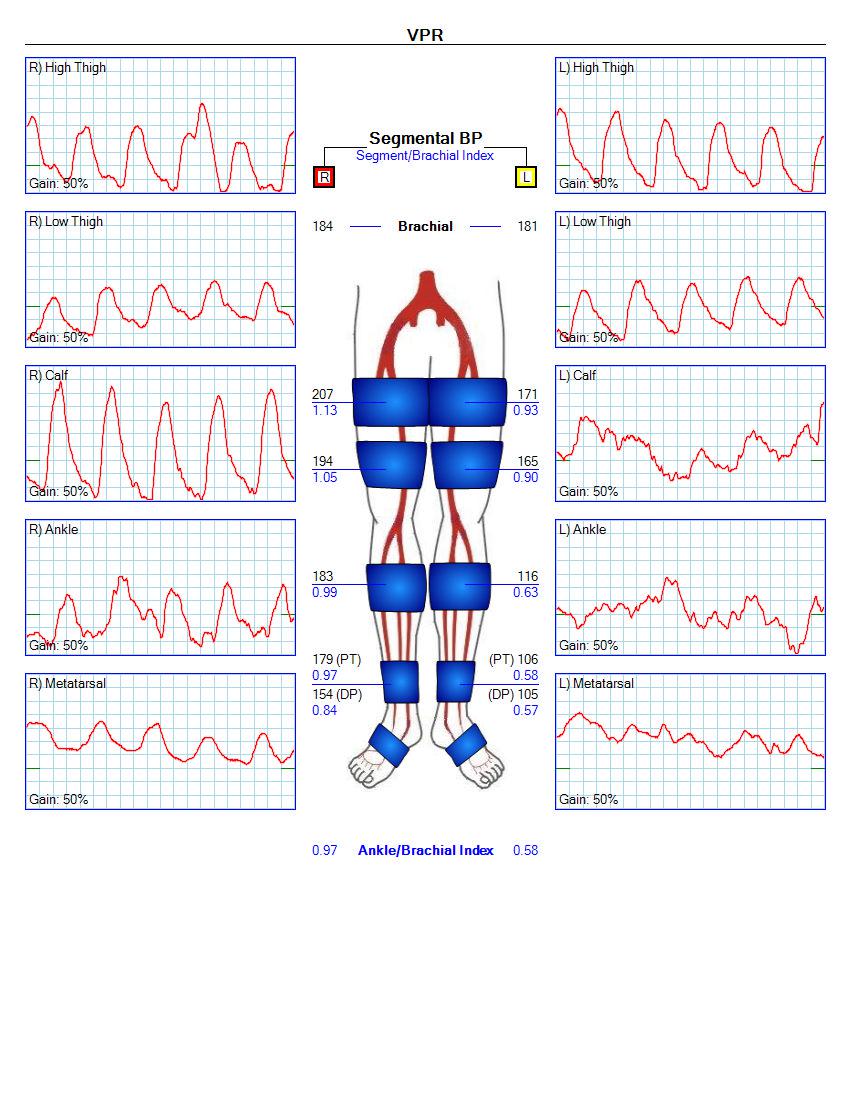 VPR
R) High Thigh
Gain: 50%
L) High Thigh
Gain: 50%
Segmental BP
Segment/Brachial Index
R
L
184 Brachial 181
R) Low Thigh
Gain: 50%
L) Low Thigh
Gain: 50%
R) Calf
Gain: 50%
L) Calf
Gain: 50%
207
1.13
171
0.93
194
1.05
165
0.90
R) Ankle
Gain: 50%
L) Ankle
Gain: 50%
183
0.99
116
0.63
179 (PT)
0.97
154 (DP)
0.84
(PT) 106
0.58
(DP) 105
0.57
R) Metatarsal
Gain: 50%
L) Metatarsal
Gain: 50%
0.97 Ankle/Brachial Index 0.58